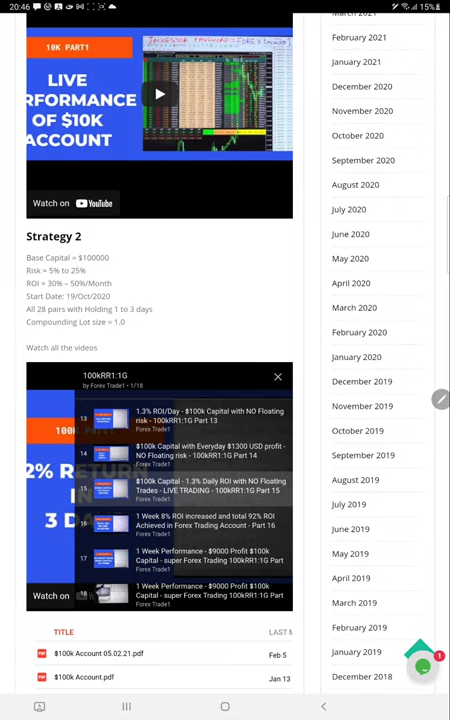 20:46
15%
10K PART1
INVESTOR PASSWORD = FOREX
LIVE
RFORMANCE
OF $10K
ACCOUNT
Watch on YouTube
Strategy 2
Base Capital = $100000
Risk = 5% to 25%
ROI = 30% – 50%/Month
Start Date: 19/Oct/2020
All 28 pairs with Holding 1 to 3 days
Compounding Lot size = 1.0
Watch all the videos
100kRR1:1G
by Forex Trade1 • 1/18
2% RETURN
IN
3 D
13
1.3% ROI/Day - $100k Capital with NO Floating
risk - 100kRR1:1G Part 13
Forex Trade1
14
$100k Capital with Everyday $1300 USD profit -
NO Floating risk - 100kRR1:1G Part 14
Forex Trade1
15
$100k Capital - 1.3% Daily ROI with NO Floating
Trades - LIVE TRADING - 100kRR1:1G Part 15
Forex Trade1
16
1 Week 8% ROI increased and total 92% ROI
Achieved in Forex Trading Account - Part 16
Forex Trade1
17
1 Week Performance - $9000 Profit $100k
Capital - super Forex Trading 100kRR1:1G Part
Forex Trade1
18
1 Week Performance - $9000 Profit $100k
Capital - super Forex Trading 100kRR1:1G Part
Forex Trade1
Watch on
TITLE
LAST M
$100k Account 05.02.21.pdf
Feb 5
$100k Account.pdf
Jan 13
March 2021
February 2021
January 2021
December 2020
November 2020
October 2020
September 2020
August 2020
July 2020
June 2020
May 2020
April 2020
March 2020
February 2020
January 2020
December 2019
November 2019
October 2019
September 2019
August 2019
July 2019
June 2019
May 2019
April 2019
March 2019
February 2019
January 2019
December 2018
1